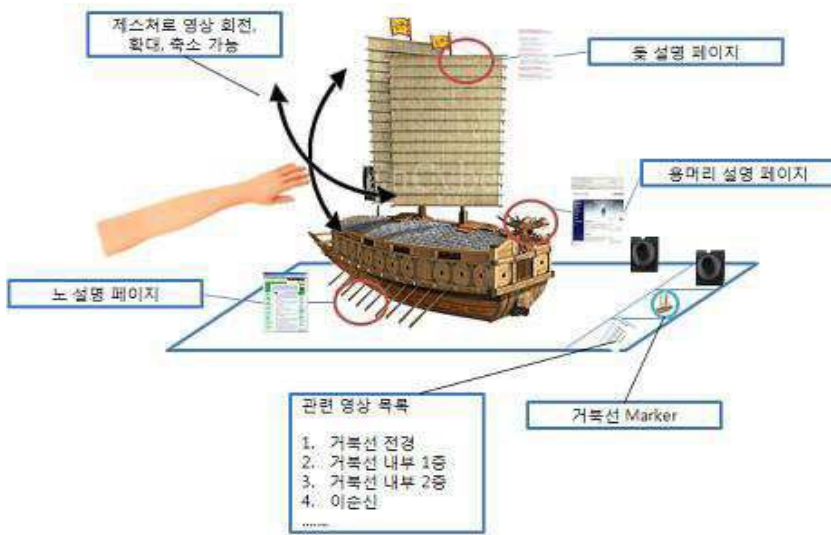 제스처로 영상 회전,
확대, 축소 가능
돛 설명 페이지
용머리 설명 페이지
노 설명 페이지
관련 영상 목록
1. 거북선 전경
2. 거북선 내부 1층
3. 거북선 내부 2층
4. 이순신
.......
거북선 Marker